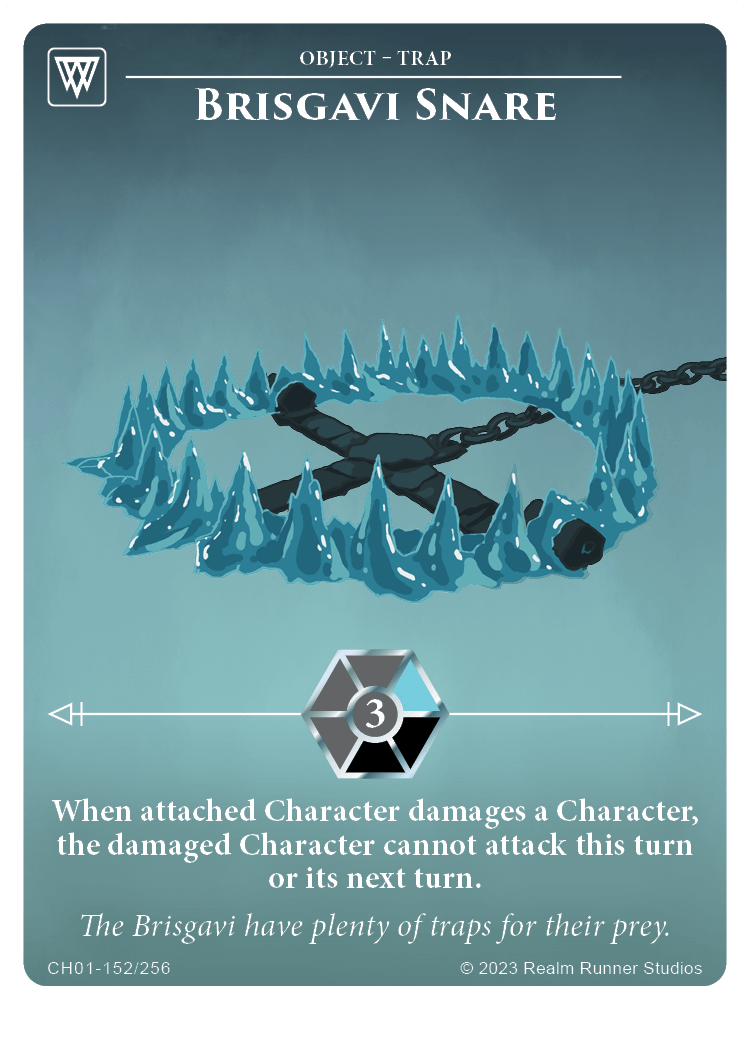 OBJECT – TRAP
BRISGAVI SNARE
3
When attached Character damages a Character,
the damaged Character cannot attack this turn
or its next turn.
The Brisgavi have plenty of traps for their prey.
CH01-152/256
© 2023 Realm Runner Studios